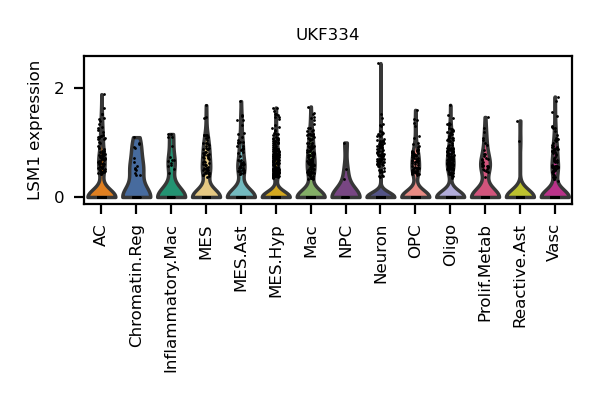 UKF334
LSM1 expression
2
0
AC
Chromatin.Reg
Inflammatory.Mac
MES
MES.Ast
MES.Hyp
Mac
NPC
Neuron
OPC
Oligo
Prolif.Metab
Reactive.Ast
Vasc